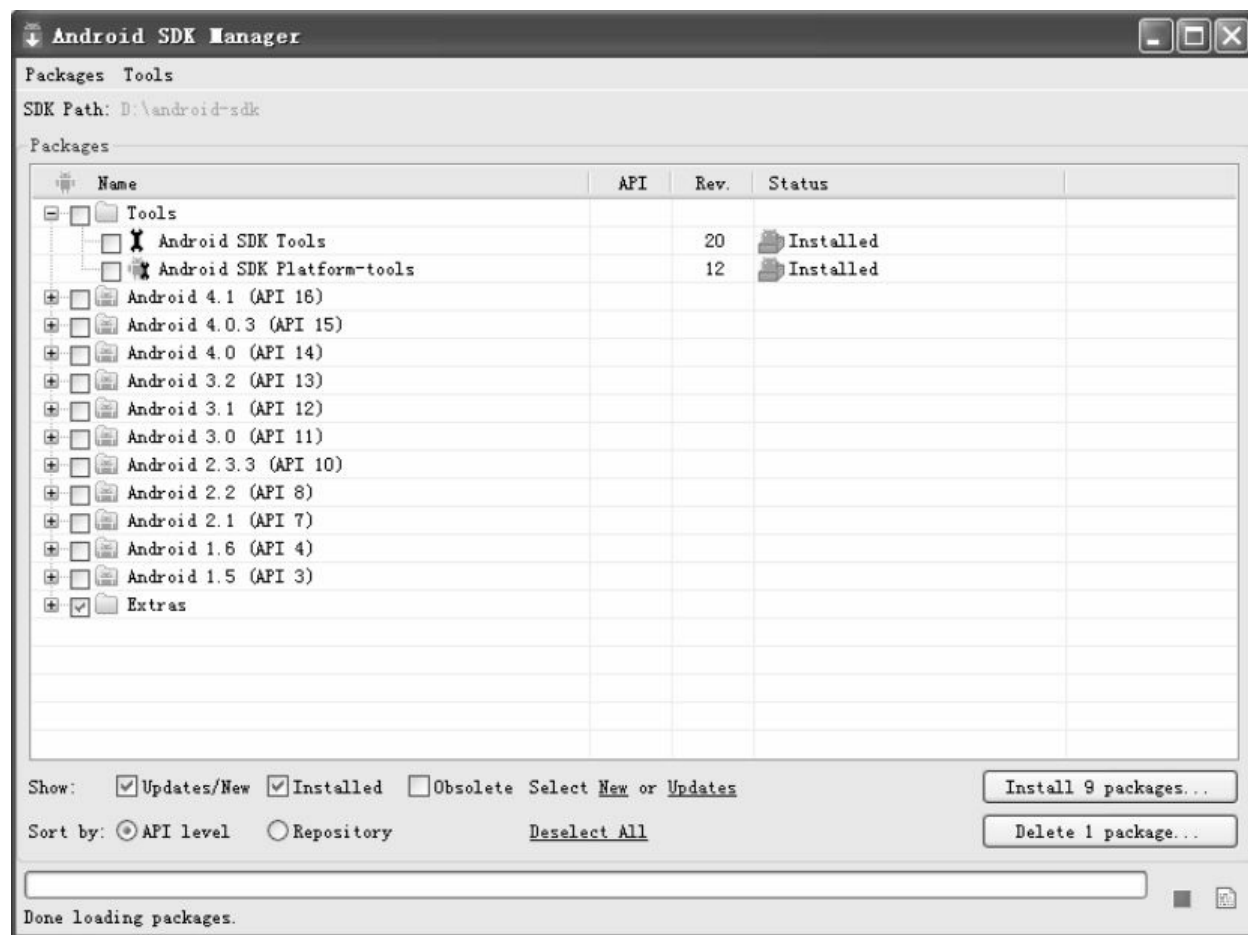 Android SDK Manager
Packages Tools
SDK Path: D:\android-sdk
Packages
Name API Rev. Status
Tools
Android SDK Tools 20 Installed
Android SDK Platform-tools 12 Installed
Android 4.1 (API 16)
Android 4.0.3 (API 15)
Android 4.0 (API 14)
Android 3.2 (API 13)
Android 3.1 (API 12)
Android 3.0 (API 11)
Android 2.3.3 (API 10)
Android 2.2 (API 8)
Android 2.1 (API 7)
Android 1.6 (API 4)
Android 1.5 (API 3)
Extras
Show: Updates/New Installed Obsolete Select New or Updates Install 9 packages...
Sort by: API level Repository Deselect All Delete 1 package...
Done loading packages.